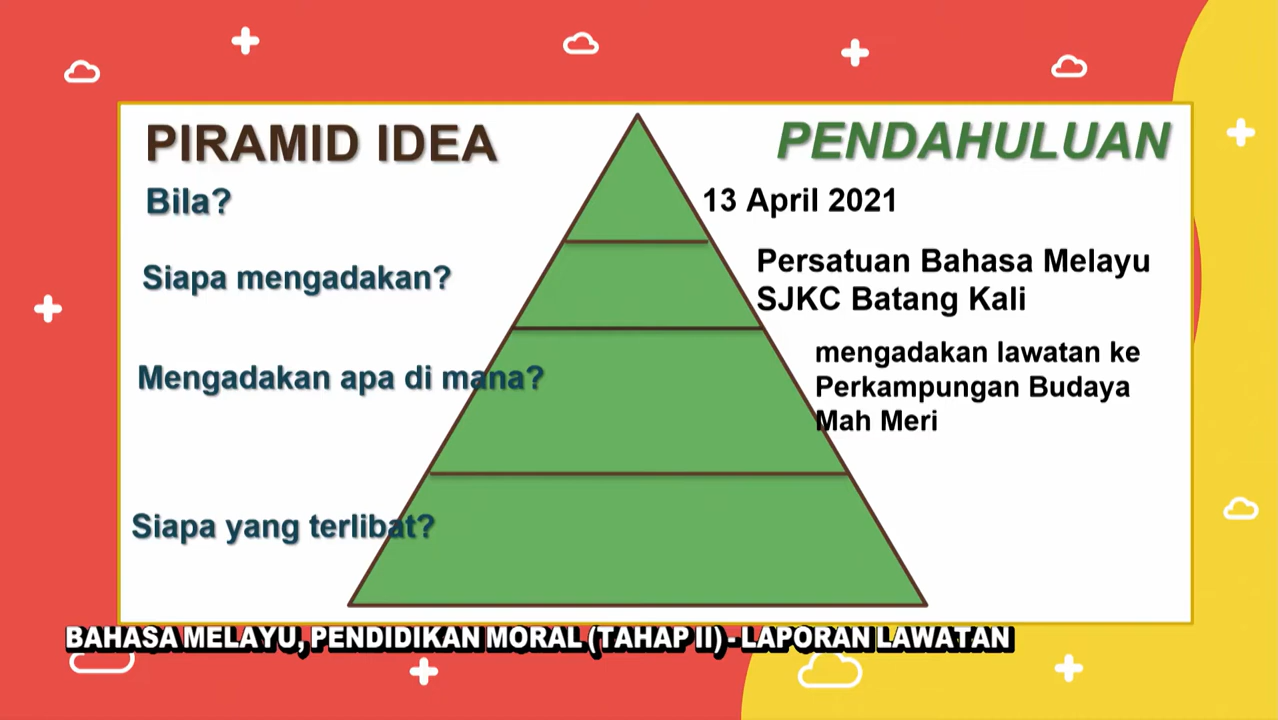 PIRAMID IDEA
PENDAHULUAN
Bila?
13 April 2021
Siapa mengadakan?
Persatuan Bahasa Melayu
SJKC Batang Kali
Mengadakan apa di mana?
mengadakan lawatan ke
Perkampungan Budaya
Mah Meri
Siapa yang terlibat?
BAHASA MELAYU, PENDIDIKAN MORAL (TAHAP II) - LAPORAN LAWATAN